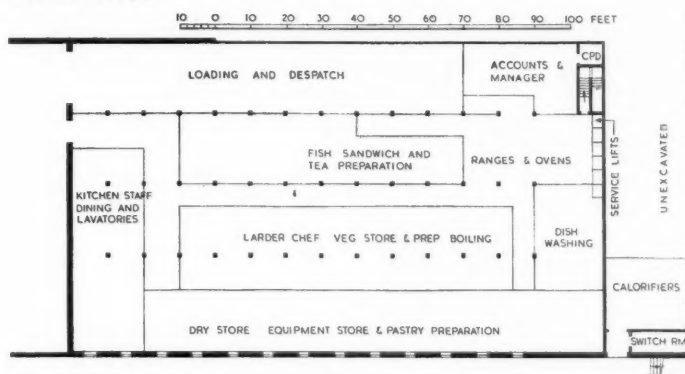 10 0 10 20 30 40 50 60 70 80 90 100 FEET
LOADING AND DESPATCH
ACCOUNTS &
MANAGER
CPD
FISH SANDWICH AND
TEA PREPARATION
RANGES & OVENS
SERVICE LIFTS
UNEXCAVATED
KITCHEN STAFF
DINING AND
LAVATORIES
LARDER CHEF VEG STORE & PREP BOILING
DISH
WASHING
CALORIFIERS
DRY STORE EQUIPMENT STORE & PASTRY PREPARATION
SWITCH RM